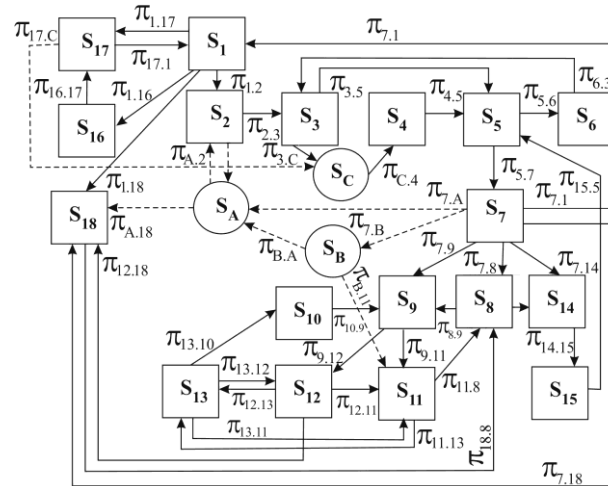 π17.C
π1.17
S17
π17.1
S1
π7.1
π16.17
π1.16
π1.2
π3.5
π6.3
S16
S2
π2.3
S3
S4
π4.5
S5
π5.6
S6
πA.2
π3.C
SC
πC.4
π1.18
π5.7
π15.5
S18
πA.18
SA
π7.A
S7
π7.1
π7.B
πB.A
SB
π12.18
π7.9
π7.8
π7.14
πB.11
S10
π10.9
S9
π8.9
S8
S14
π13.10
π9.12
π9.11
π14.15
S13
π13.12
π12.13
S12
π12.11
S11
π11.8
S15
π13.11
π11.13
π18.8
π7.18